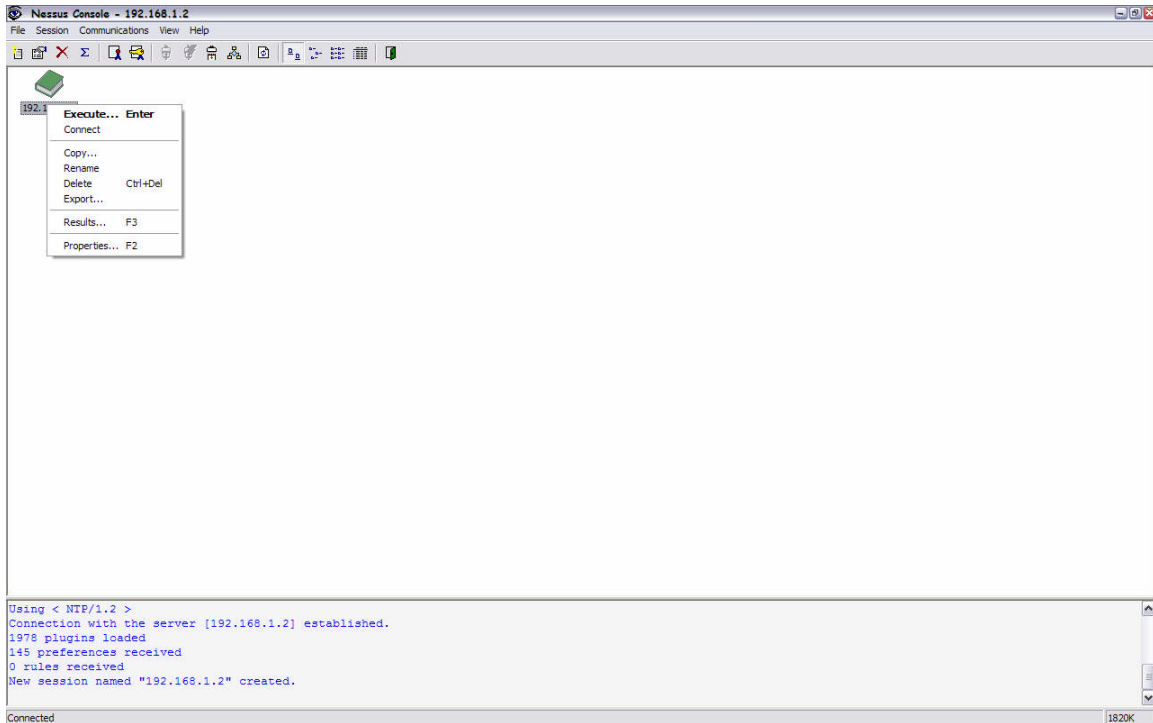 Nessus Console - 192.168.1.2
File Session Communications View Help
192.1
Execute... Enter
Connect
Copy...
Rename
Delete Ctrl+Del
Export...
Results... F3
Properties... F2
Using < NTP/1.2 >
Connection with the server [192.168.1.2] established.
1978 plugins loaded
145 preferences received
0 rules received
New session named "192.168.1.2" created.
Connected 1820K